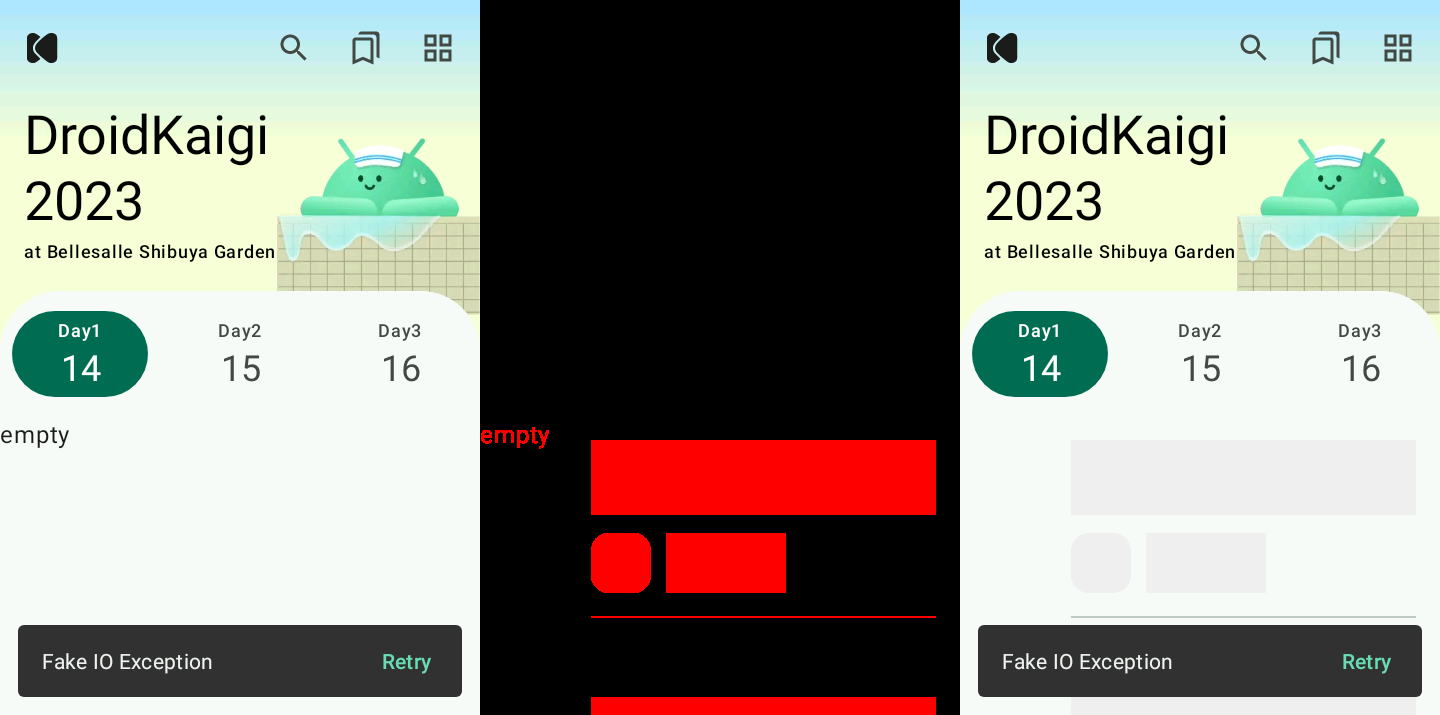 DroidKaigi
2023
at Bellesalle Shibuya Garden
Day1
Day2
Day3
14
15
16
empty
Fake IO Exception
Retry
empty
DroidKaigi
2023
at Bellesalle Shibuya Garden
Day1
Day2
Day3
14
15
16
Fake IO Exception
Retry